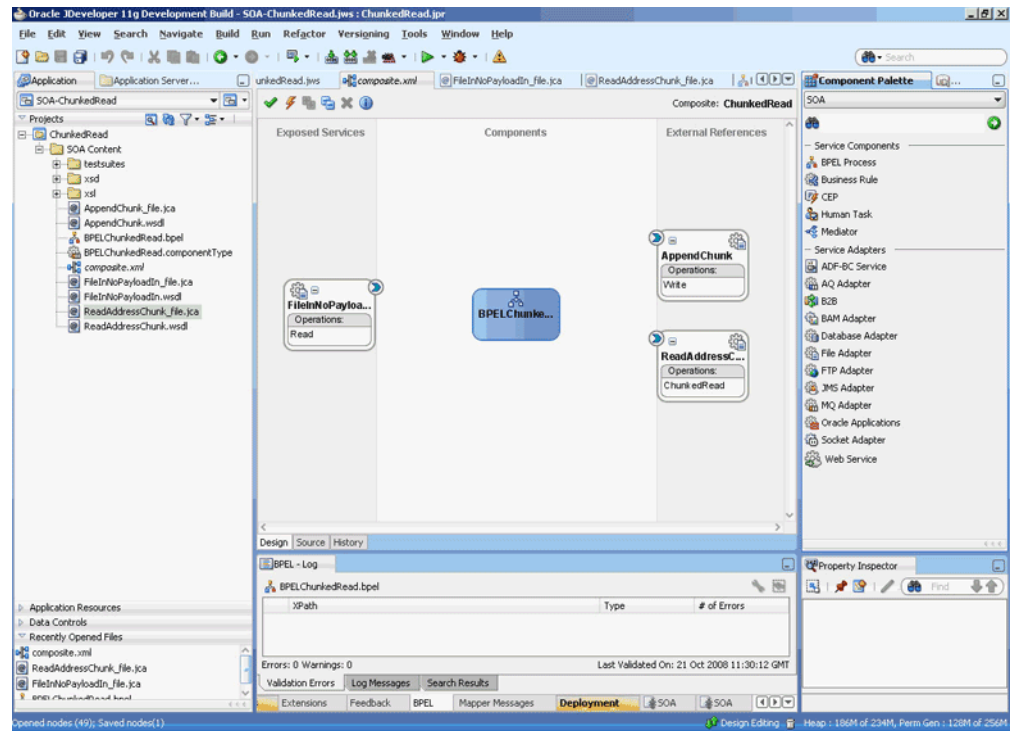 Oracle JDeveloper 11g Development Build - SOA-ChunkedRead.jws : ChunkedRead.jpr
File Edit View Search Navigate Build Run Refactor Versioning Tools Window Help
Search
Application
Application Server...
SOA-ChunkedRead
Projects
ChunkedRead
SOA Content
testsuites
xsd
xsl
AppendChunk_file.jca
AppendChunk.wsdl
BPELChunkedRead.bpel
BPELChunkedRead.componentType
composite.xml
FileInNoPayloadIn_file.jca
FileInNoPayloadIn.wsdl
ReadAddressChunk_file.jca
ReadAddressChunk.wsdl
Application Resources
Data Controls
Recently Opened Files
composite.xml
ReadAddressChunk_file.jca
FileInNoPayloadIn_file.jca
BPELChunkedRead.bpel
unkedRead.jws
composite.xml
FileInNoPayloadIn_file.jca
ReadAddressChunk_file.jca
Composite: ChunkedRead
Exposed Services
Components
External References
FileInNoPayloa...
Operations:
Read
BPELChunke...
AppendChunk
Operations:
Write
ReadAddressC...
Operations:
ChunkedRead
Design Source History
BPEL - Log
BPELChunkedRead.bpel
XPath Type # of Errors
Errors: 0 Warnings: 0
Last Validated On: 21 Oct 2008 11:30:12 GMT
Validation Errors Log Messages Search Results
Extensions Feedback BPEL Mapper Messages Deployment SOA SOA
Component Palette
SOA
Service Components
BPEL Process
Business Rule
CEP
Human Task
Mediator
Service Adapters
ADF-BC Service
AQ Adapter
B2B
BAM Adapter
Database Adapter
File Adapter
FTP Adapter
JMS Adapter
MQ Adapter
Oracle Applications
Socket Adapter
Web Service
Property Inspector
Find
Opened nodes (49); Saved nodes(1)
Design Editing
Heap : 186M of 234M, Perm Gen : 128M of 256M